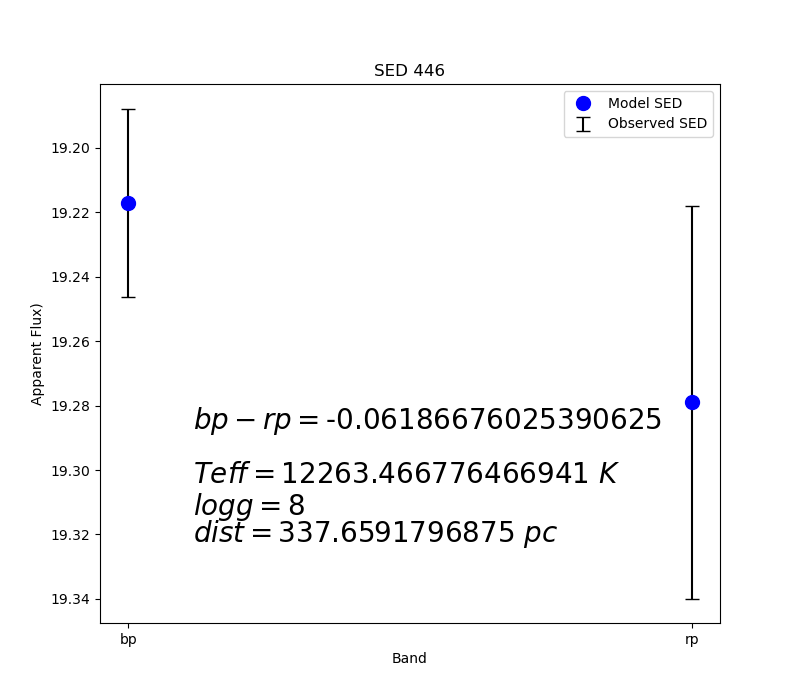 SED 446
Model SED
Observed SED
19.20
19.22
19.24
19.26
19.28
19.30
19.32
19.34
Apparent Flux)
bp − rp = -0.06186676025390625
Teff = 12263.466776466941 K
logg = 8
dist = 337.6591796875 pc
bp
rp
Band